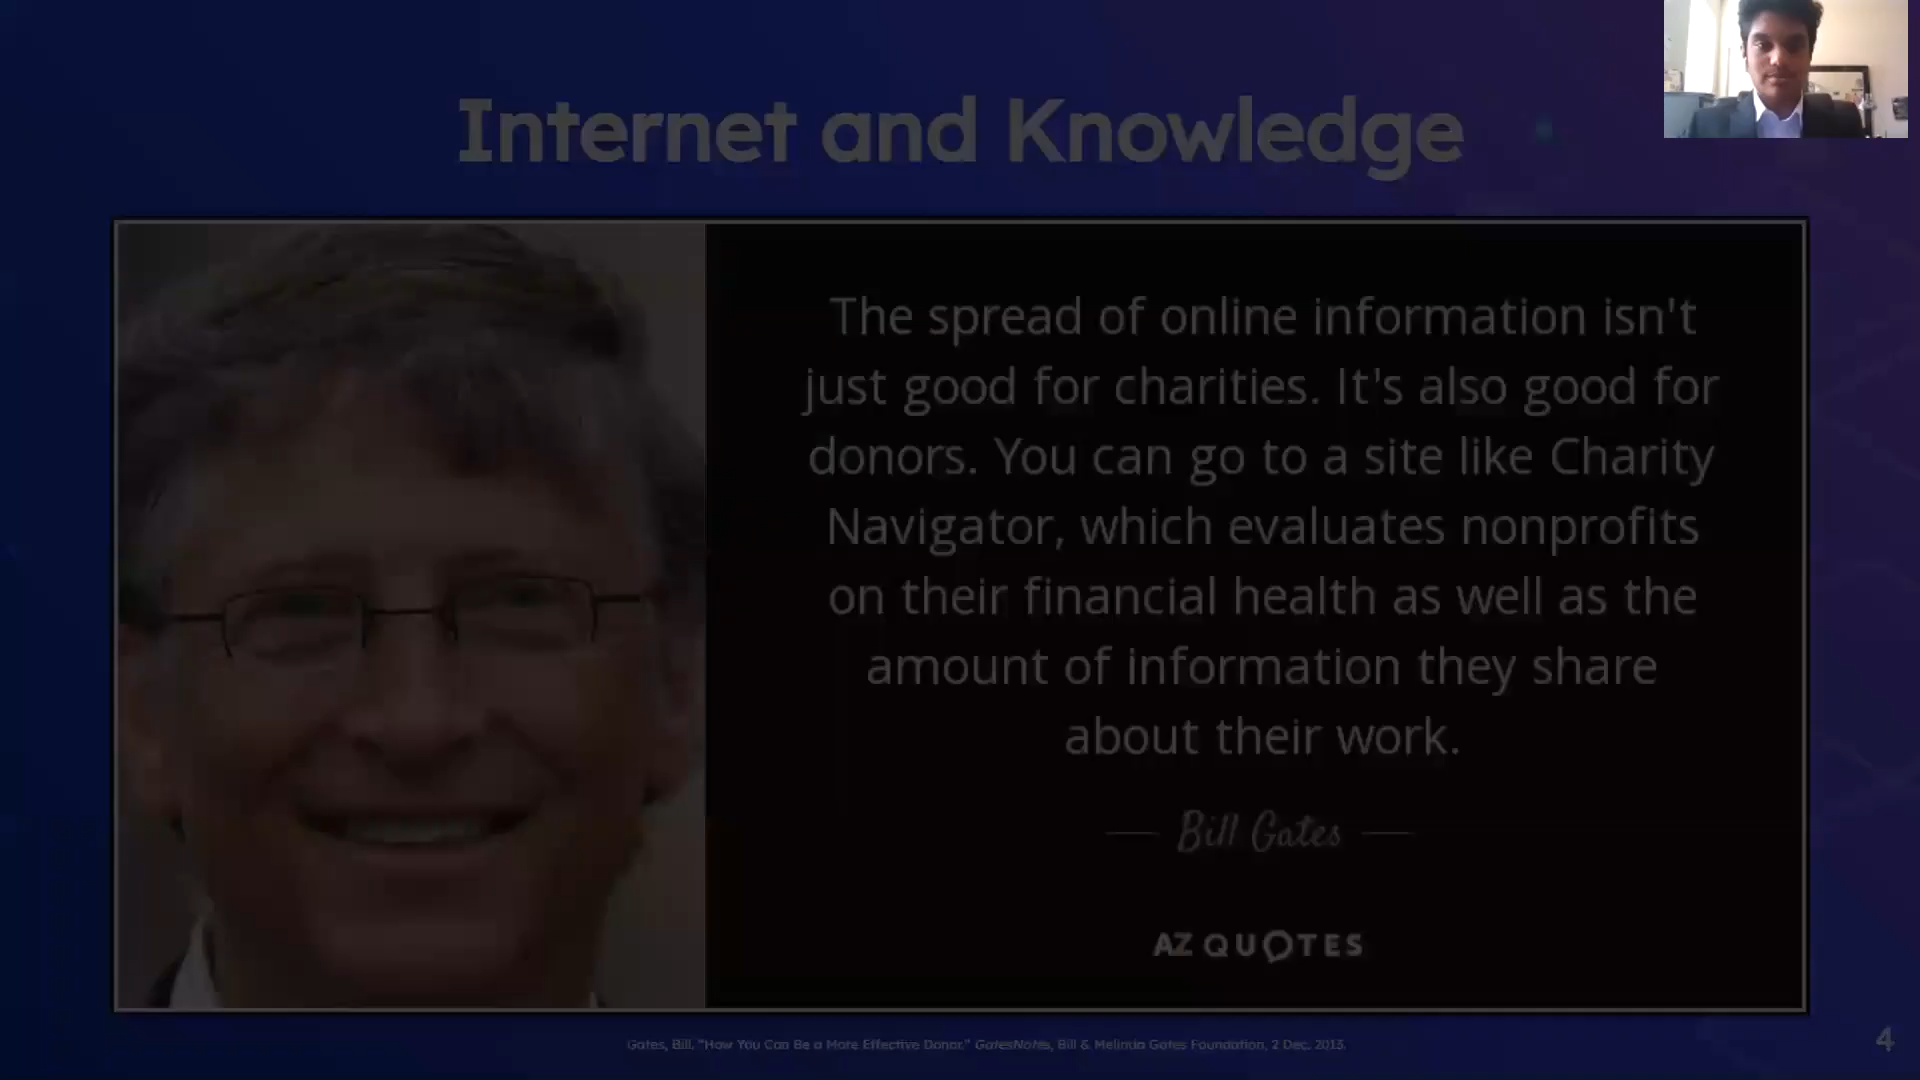 Internet and Knowledge
The spread of online information isn't
just good for charities. It's also good for
donors. You can go to a site like Charity
Navigator, which evaluates nonprofits
on their financial health as well as the
amount of information they share
about their work.
Bill Gates
AZ QUOTES
Gates, Bill. "How You Can Be a More Effective Donor." GatesNotes, Bill & Melinda Gates Foundation, 2 Dec. 2013.
4